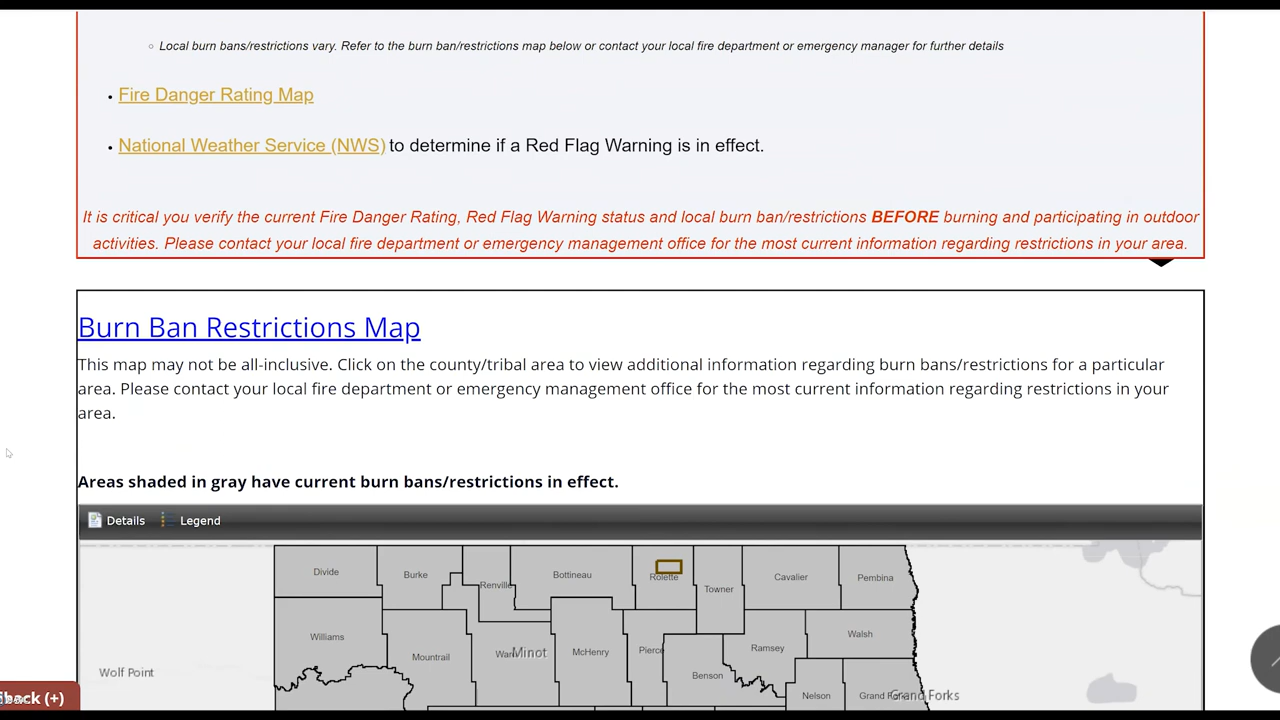 Local burn bans/restrictions vary. Refer to the burn ban/restrictions map below or contact your local fire department or emergency manager for further details
Fire Danger Rating Map
National Weather Service (NWS) to determine if a Red Flag Warning is in effect.
It is critical you verify the current Fire Danger Rating, Red Flag Warning status and local burn ban/restrictions BEFORE burning and participating in outdoor
activities. Please contact your local fire department or emergency management office for the most current information regarding restrictions in your area.
Burn Ban Restrictions Map
This map may not be all-inclusive. Click on the county/tribal area to view additional information regarding burn bans/restrictions for a particular
area. Please contact your local fire department or emergency management office for the most current information regarding restrictions in your
area.
Areas shaded in gray have current burn bans/restrictions in effect.
Details Legend
Divide Burke Renville Bottineau Rolette Towner Cavalier Pembina
Williams Mountrail Minot McHenry Pierce Benson Ramsey Walsh
Wolf Point Nelson Grand Forks
back (+)